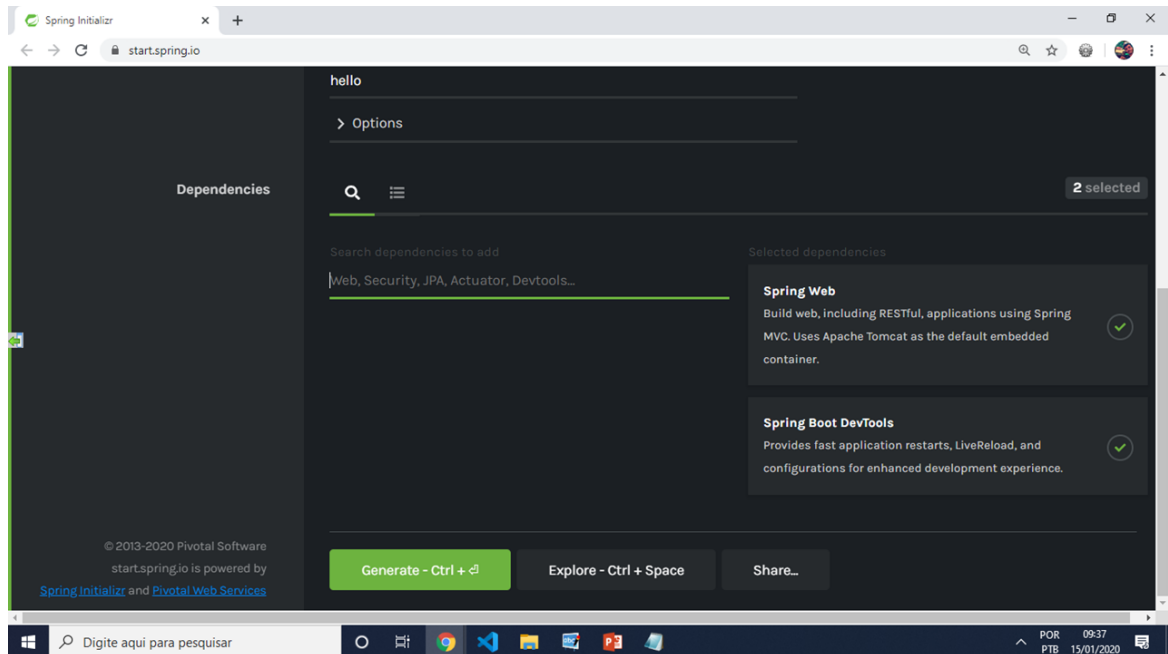 Spring Initializr
start.spring.io
hello
Options
Dependencies
2 selected
Search dependencies to add
Web, Security, JPA, Actuator, Devtools...
Selected dependencies
Spring Web
Build web, including RESTful, applications using Spring
MVC. Uses Apache Tomcat as the default embedded
container.
Spring Boot DevTools
Provides fast application restarts, LiveReload, and
configurations for enhanced development experience.
© 2013-2020 Pivotal Software
start.spring.io is powered by
Spring Initializr and Pivotal Web Services
Generate - Ctrl + ⏎
Explore - Ctrl + Space
Share...
Digite aqui para pesquisar
POR
PTB
09:37
15/01/2020